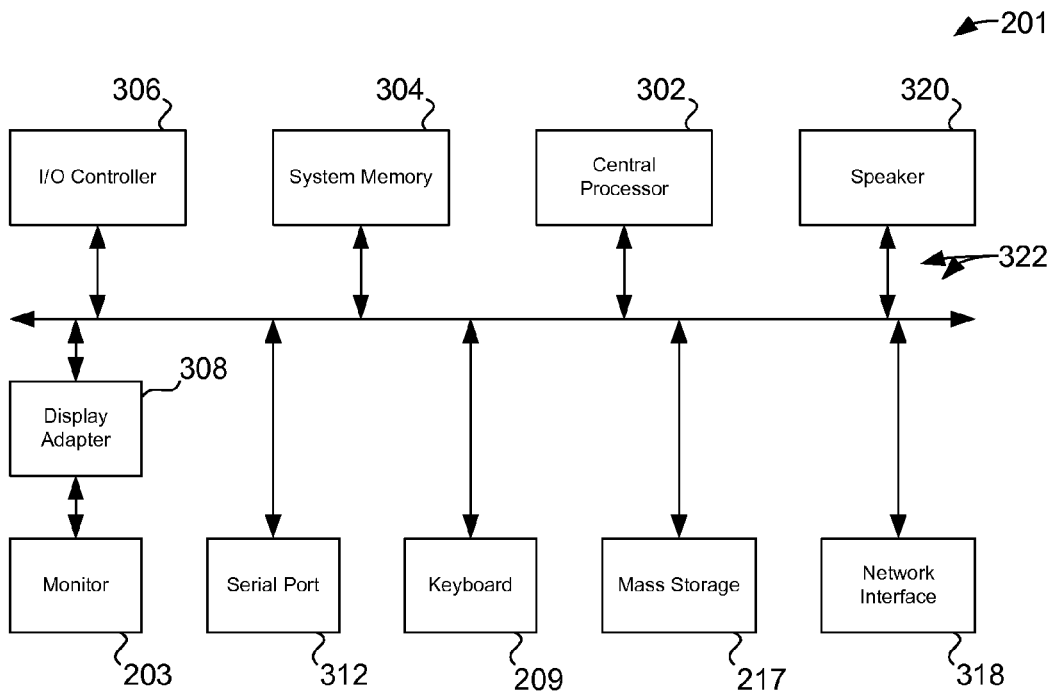 201
306
304
302
320
I/O Controller
System Memory
Central
Processor
Speaker
322
308
Display
Adapter
Monitor
Serial Port
Keyboard
Mass Storage
Network
Interface
203
312
209
217
318